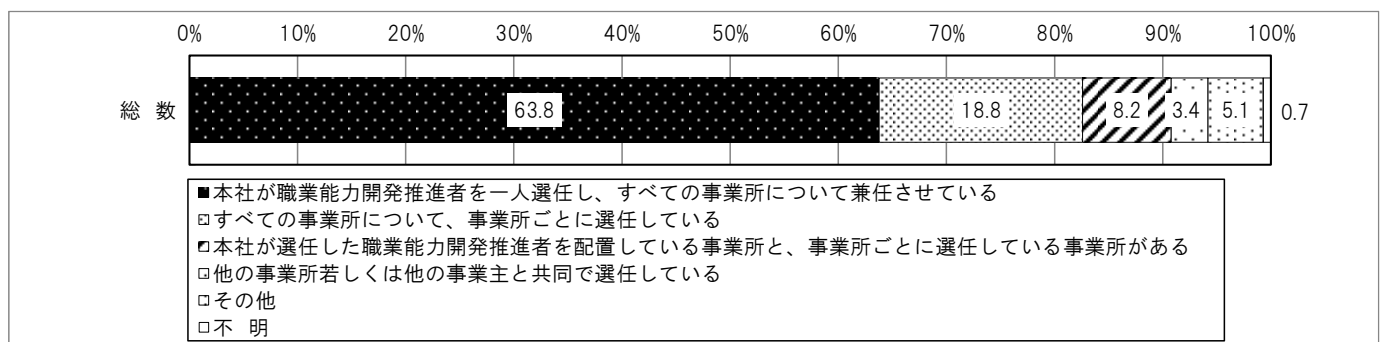 0% 10% 20% 30% 40% 50% 60% 70% 80% 90% 100%
総 数 63.8 18.8 8.2 3.4 5.1 0.7
■本社が職業能力開発推進者を一人選任し、すべての事業所について兼任させている
すべての事業所について、事業所ごとに選任している
本社が選任した職業能力開発推進者を配置している事業所と、事業所ごとに選任している事業所がある
他の事業所若しくは他の事業主と共同で選任している
その他
□不 明